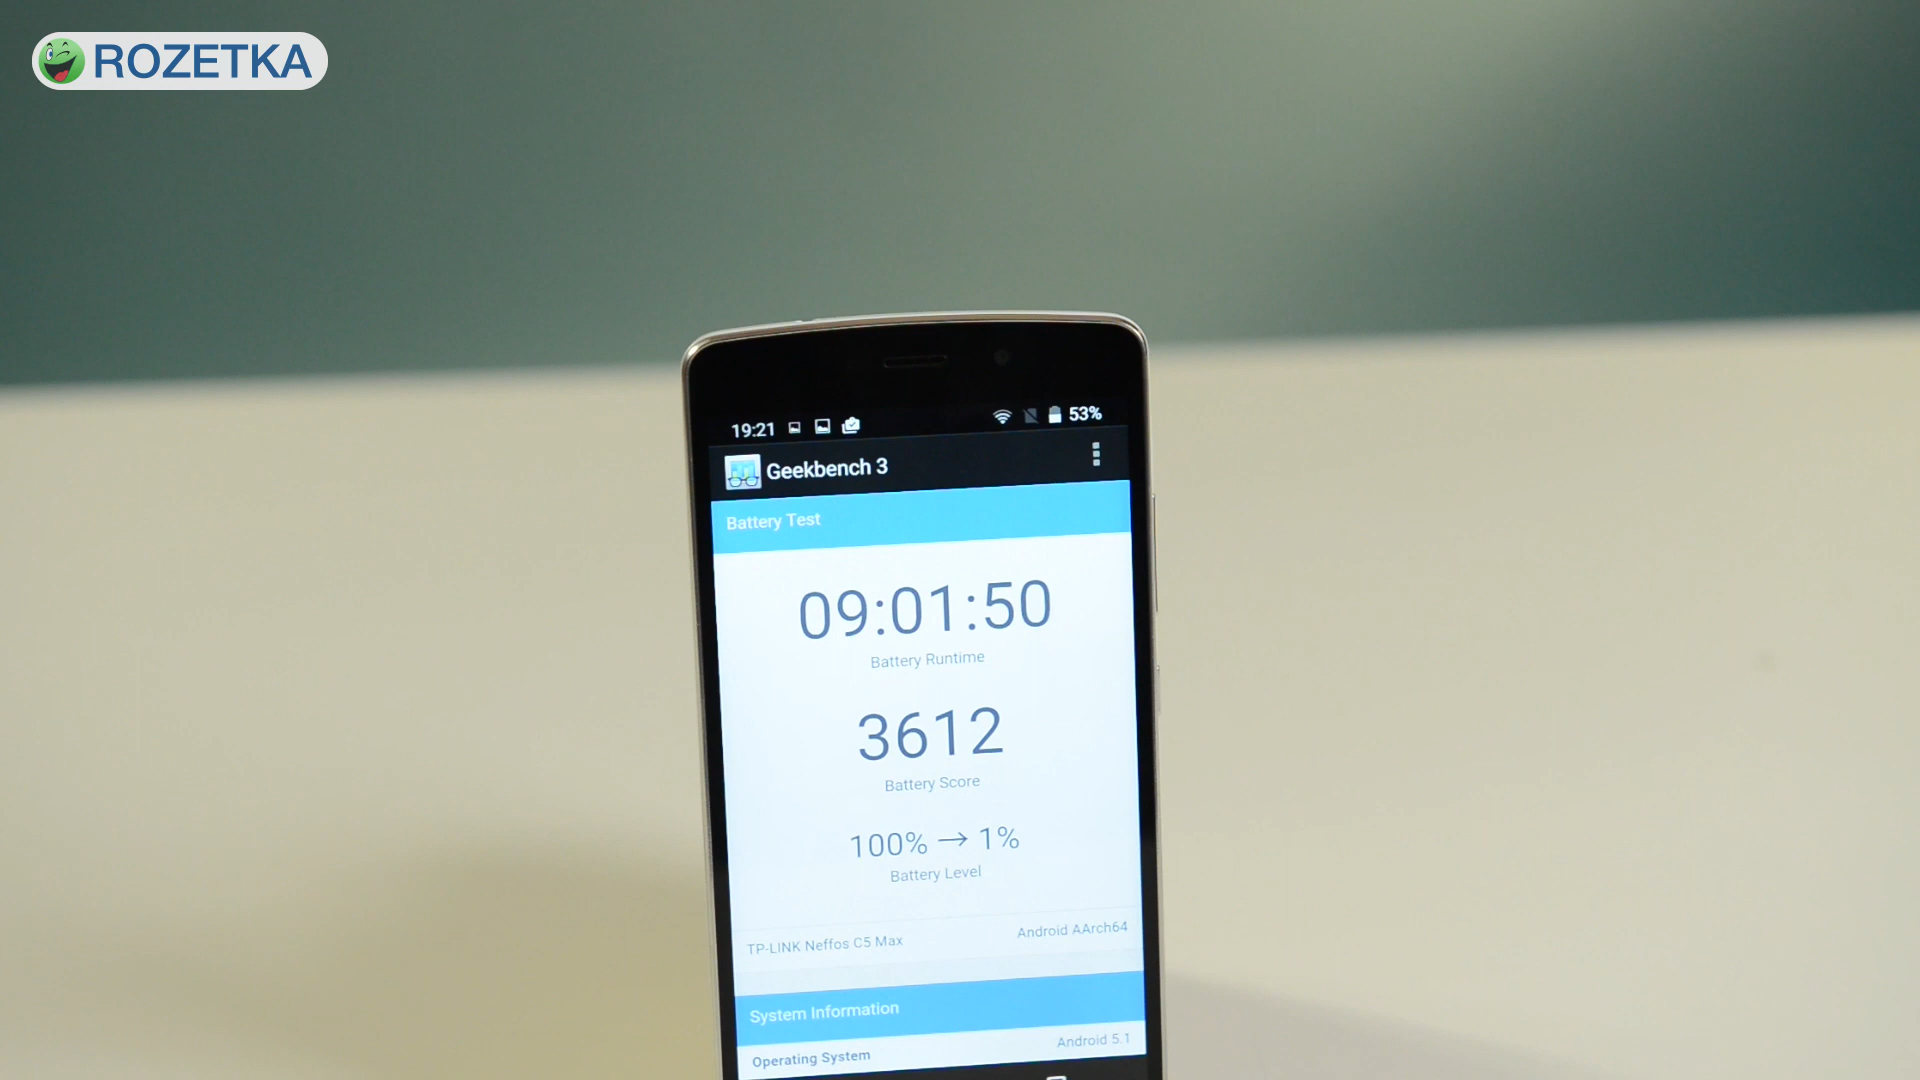 ROZETKA
19:21 53%
Geekbench 3
Battery Test
09:01:50
Battery Runtime
3612
Battery Score
100% → 1%
Battery Level
TP-LINK Neffos C5 Max Android AArch64
System Information
Operating System Android 5.1